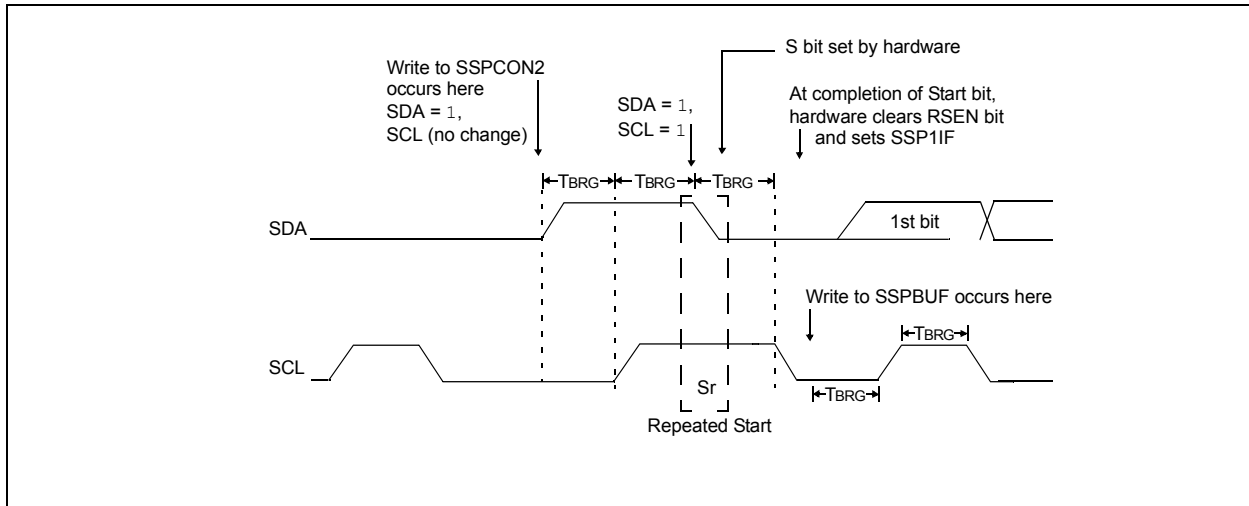 S bit set by hardware
Write to SSPCON2
occurs here
SDA = 1,
SCL (no change)
SDA = 1,
SCL = 1
At completion of Start bit,
hardware clears RSEN bit
and sets SSP1IF
TBRG TBRG TBRG
SDA
1st bit
Write to SSPBUF occurs here
TBRG
SCL
Sr
TBRG
Repeated Start